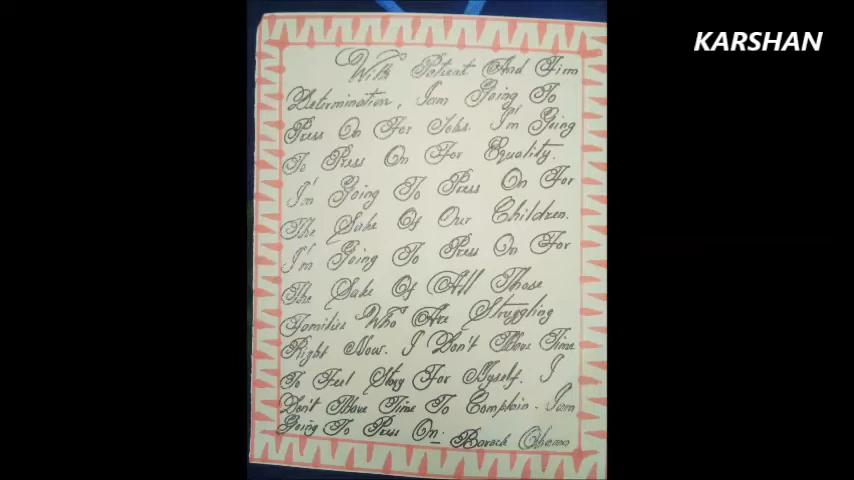 KARSHAN
With Patient And Firm
Determination, I am Going To
Press On For Jobs. I'm Going
To Press On For Equality.
I'm Going To Press On For
The Sake Of Our Children.
I'm Going To Press On For
The Sake Of All Those
Families Who Are Struggling
Right Now. I Don't Have Time
To Feel Sory For Myself. I
Don't Have Time To Complain. I am
Going To Press On. Barack Obama